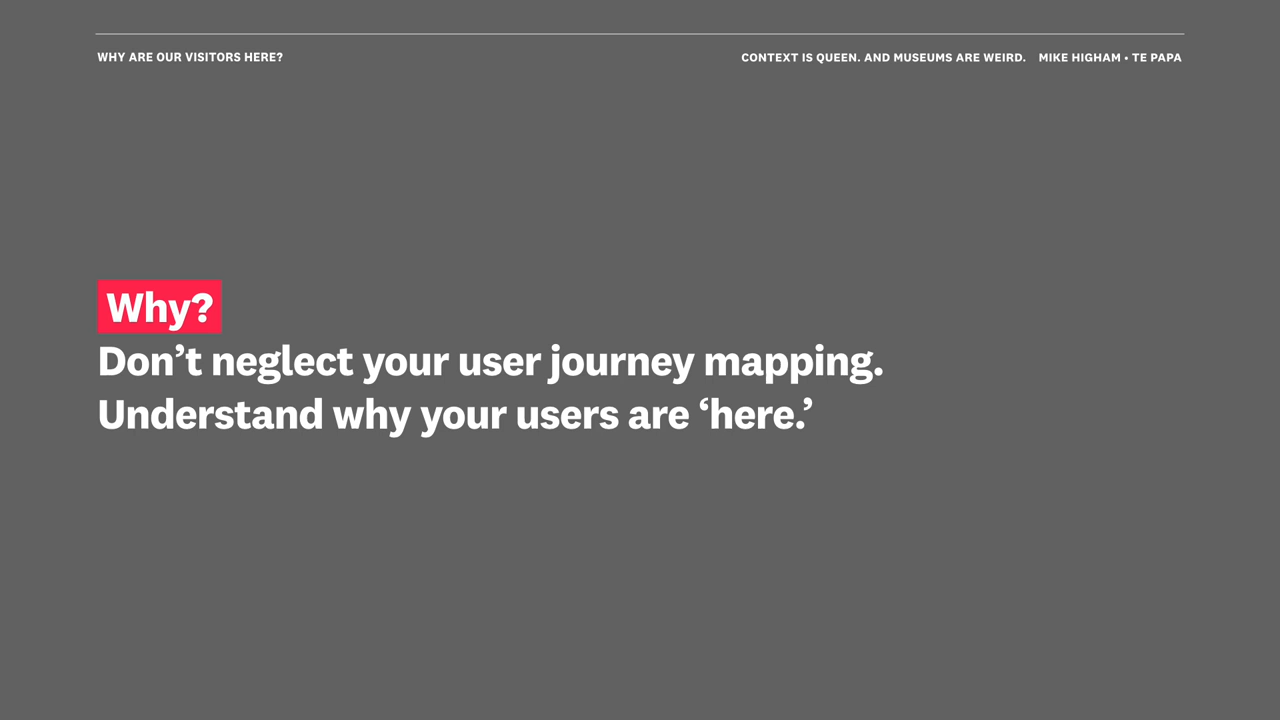 WHY ARE OUR VISITORS HERE?
CONTEXT IS QUEEN. AND MUSEUMS ARE WEIRD. MIKE HIGHAM • TE PAPA
Why?
Don’t neglect your user journey mapping.
Understand why your users are ‘here.’